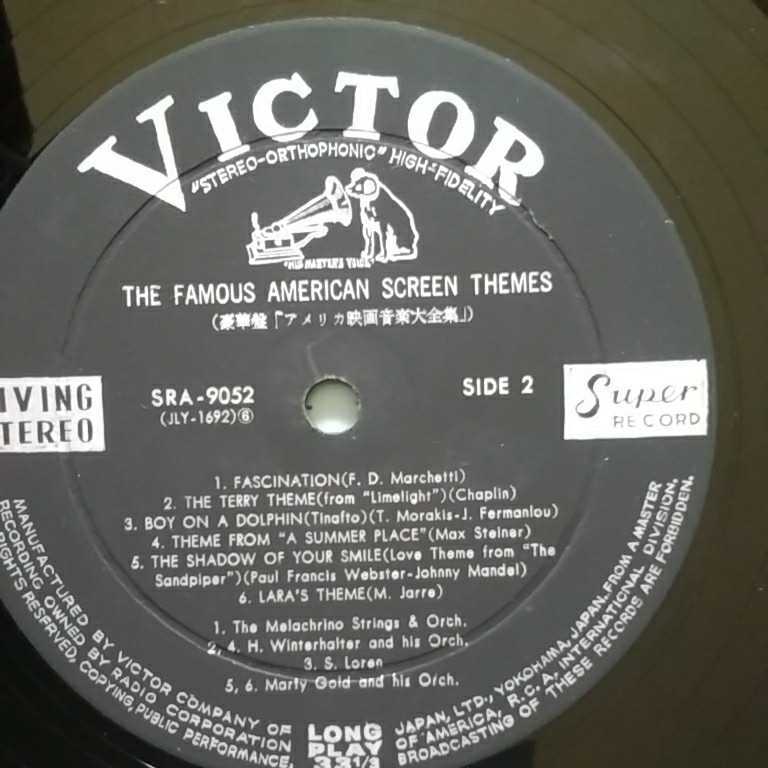 VICTOR
"STEREO-ORTHOPHONIC" HIGH-FIDELITY
"HIS MASTER'S VOICE"
THE FAMOUS AMERICAN SCREEN THEMES
(豪華盤「アメリカ映画音楽大全集」)
IVING
TEREO
SRA-9052
(JLY-1692)⑥
SIDE 2
Super
RECORD
1. FASCINATION(F. D. Marchetti)
2. THE TERRY THEME(from "Limelight")(Chaplin)
3. BOY ON A DOLPHIN(Tinafto)(T. Morakis-J. Fermanlou)
4. THEME FROM "A SUMMER PLACE"(Max Steiner)
5. THE SHADOW OF YOUR SMILE(Love Theme from "The
Sandpiper")(Paul Francis Webster-Johnny Mandel)
6. LARA'S THEME(M. Jarre)
1. The Melachrino Strings & Orch.
2, 4. H. Winterhalter and his Orch.
3. S. Loren
5, 6. Marty Gold and his Orch.
LONG
PLAY
33 1/3
MANUFACTURED BY VICTOR COMPANY OF JAPAN, LTD., YOKOHAMA, JAPAN. FROM A MASTER
RECORDING OWNED BY RADIO CORPORATION OF AMERICA, R.C.A. INTERNATIONAL DIVISION,
RIGHTS RESERVED, COPYING, PUBLIC PERFORMANCE, BROADCASTING OF THESE RECORDS ARE FORBIDDEN.